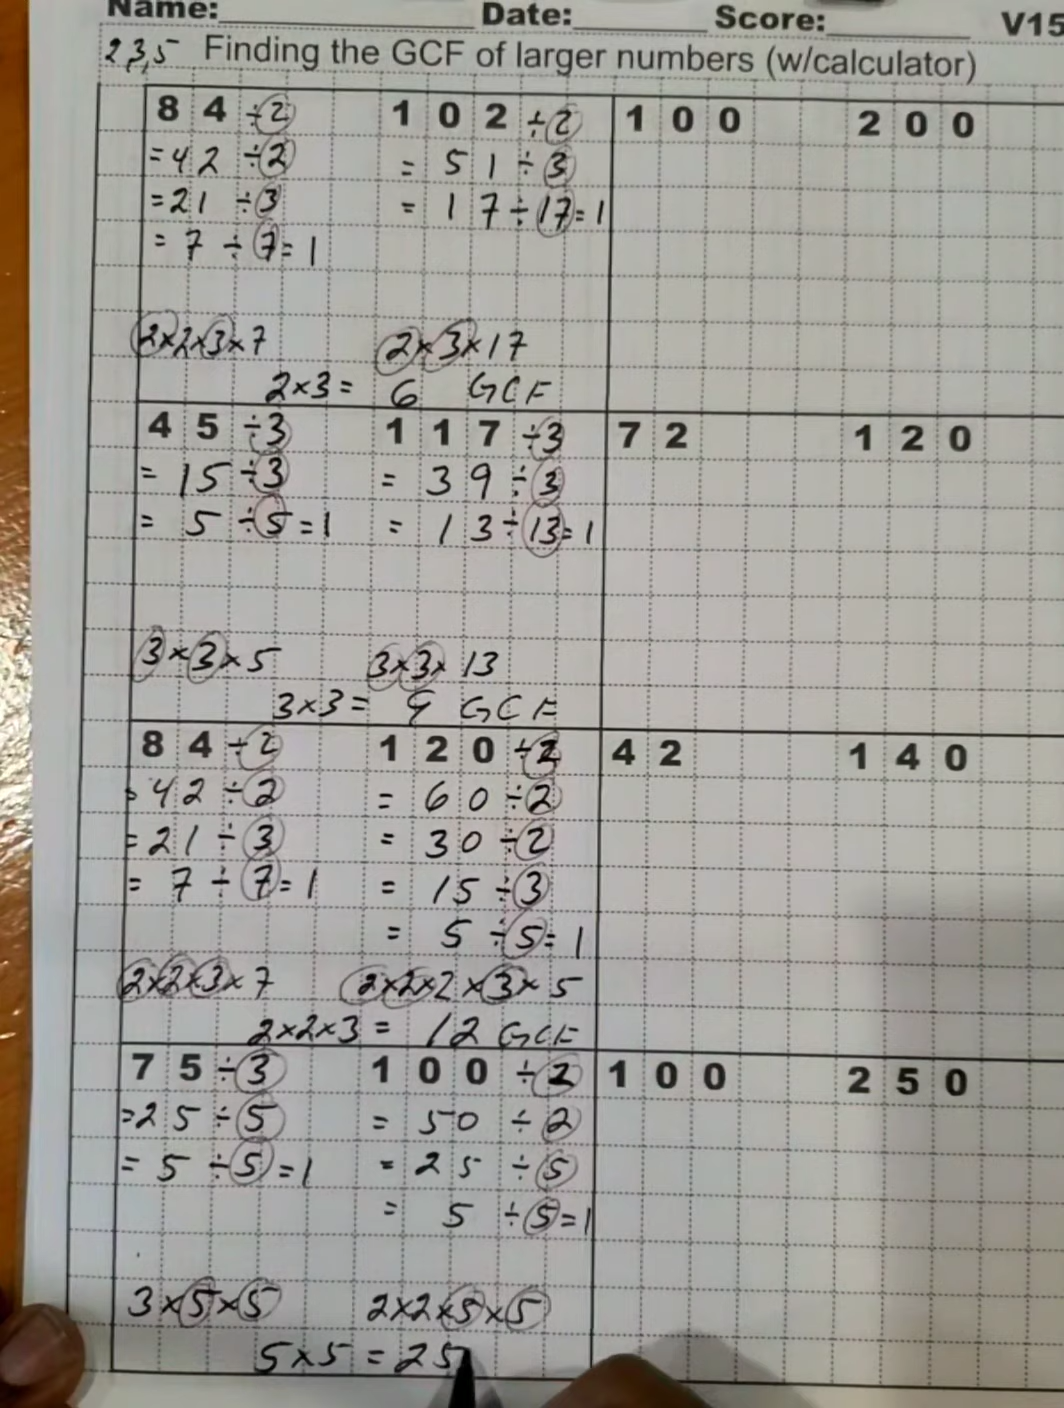 Name: Date: Score: V15
2,3,5 Finding the GCF of larger numbers (w/calculator)
84 ÷2 102 ÷2 100 200
=42 ÷2 = 51 ÷3
=21 ÷3 = 17÷17=1
= 7 ÷7=1
2×2×3×7 2×3×17
2×3= 6 GCF
45 ÷3 117 ÷3 72 120
= 15÷3 = 39÷3
= 5 ÷5=1 = 13÷13=1
3×3×5 3×3×13
3×3= 9 GCF
84÷2 120÷2 42 140
=42÷2 = 60÷2
=21÷3 = 30÷2
= 7÷7=1 = 15÷3
= 5÷5=1
2×2×3×7 2×2×2×3×5
2×2×3= 12 GCF
75÷3 100÷2 100 250
=25÷5 = 50÷2
= 5÷5=1 = 25÷5
= 5÷5=1
3×5×5 2×2×5×5
5×5=25